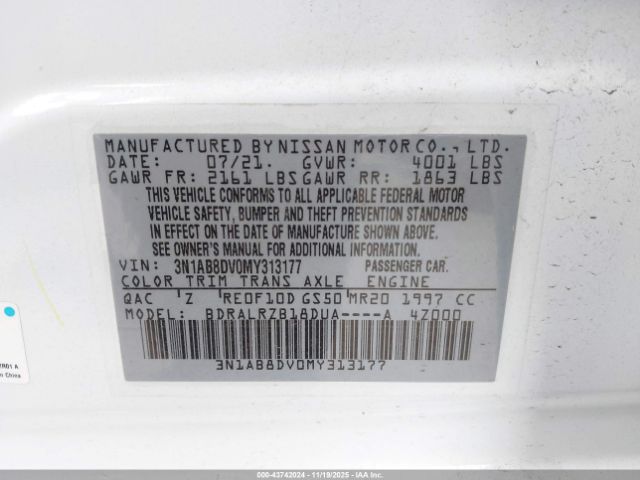 MANUFACTURED BY NISSAN MOTOR CO., LTD.
DATE: 07/21. GVWR: 4001 LBS
GAWR FR: 2161 LBS GAWR RR: 1863 LBS
THIS VEHICLE CONFORMS TO ALL APPLICABLE FEDERAL MOTOR
VEHICLE SAFETY, BUMPER AND THEFT PREVENTION STANDARDS
IN EFFECT ON THE DATE OF MANUFACTURE SHOWN ABOVE.
SEE OWNER'S MANUAL FOR ADDITIONAL INFORMATION.
VIN: 3N1AB8DV0MY313177 PASSENGER CAR.
COLOR TRIM TRANS AXLE ENGINE
QAC Z RE0F10D GS50 MR20 1997 CC
MODEL: BDRALRZB18DUA----A 4Z000
3N1AB8DV0MY313177
000-43742024 - 11/19/2025 - IAAI.COM